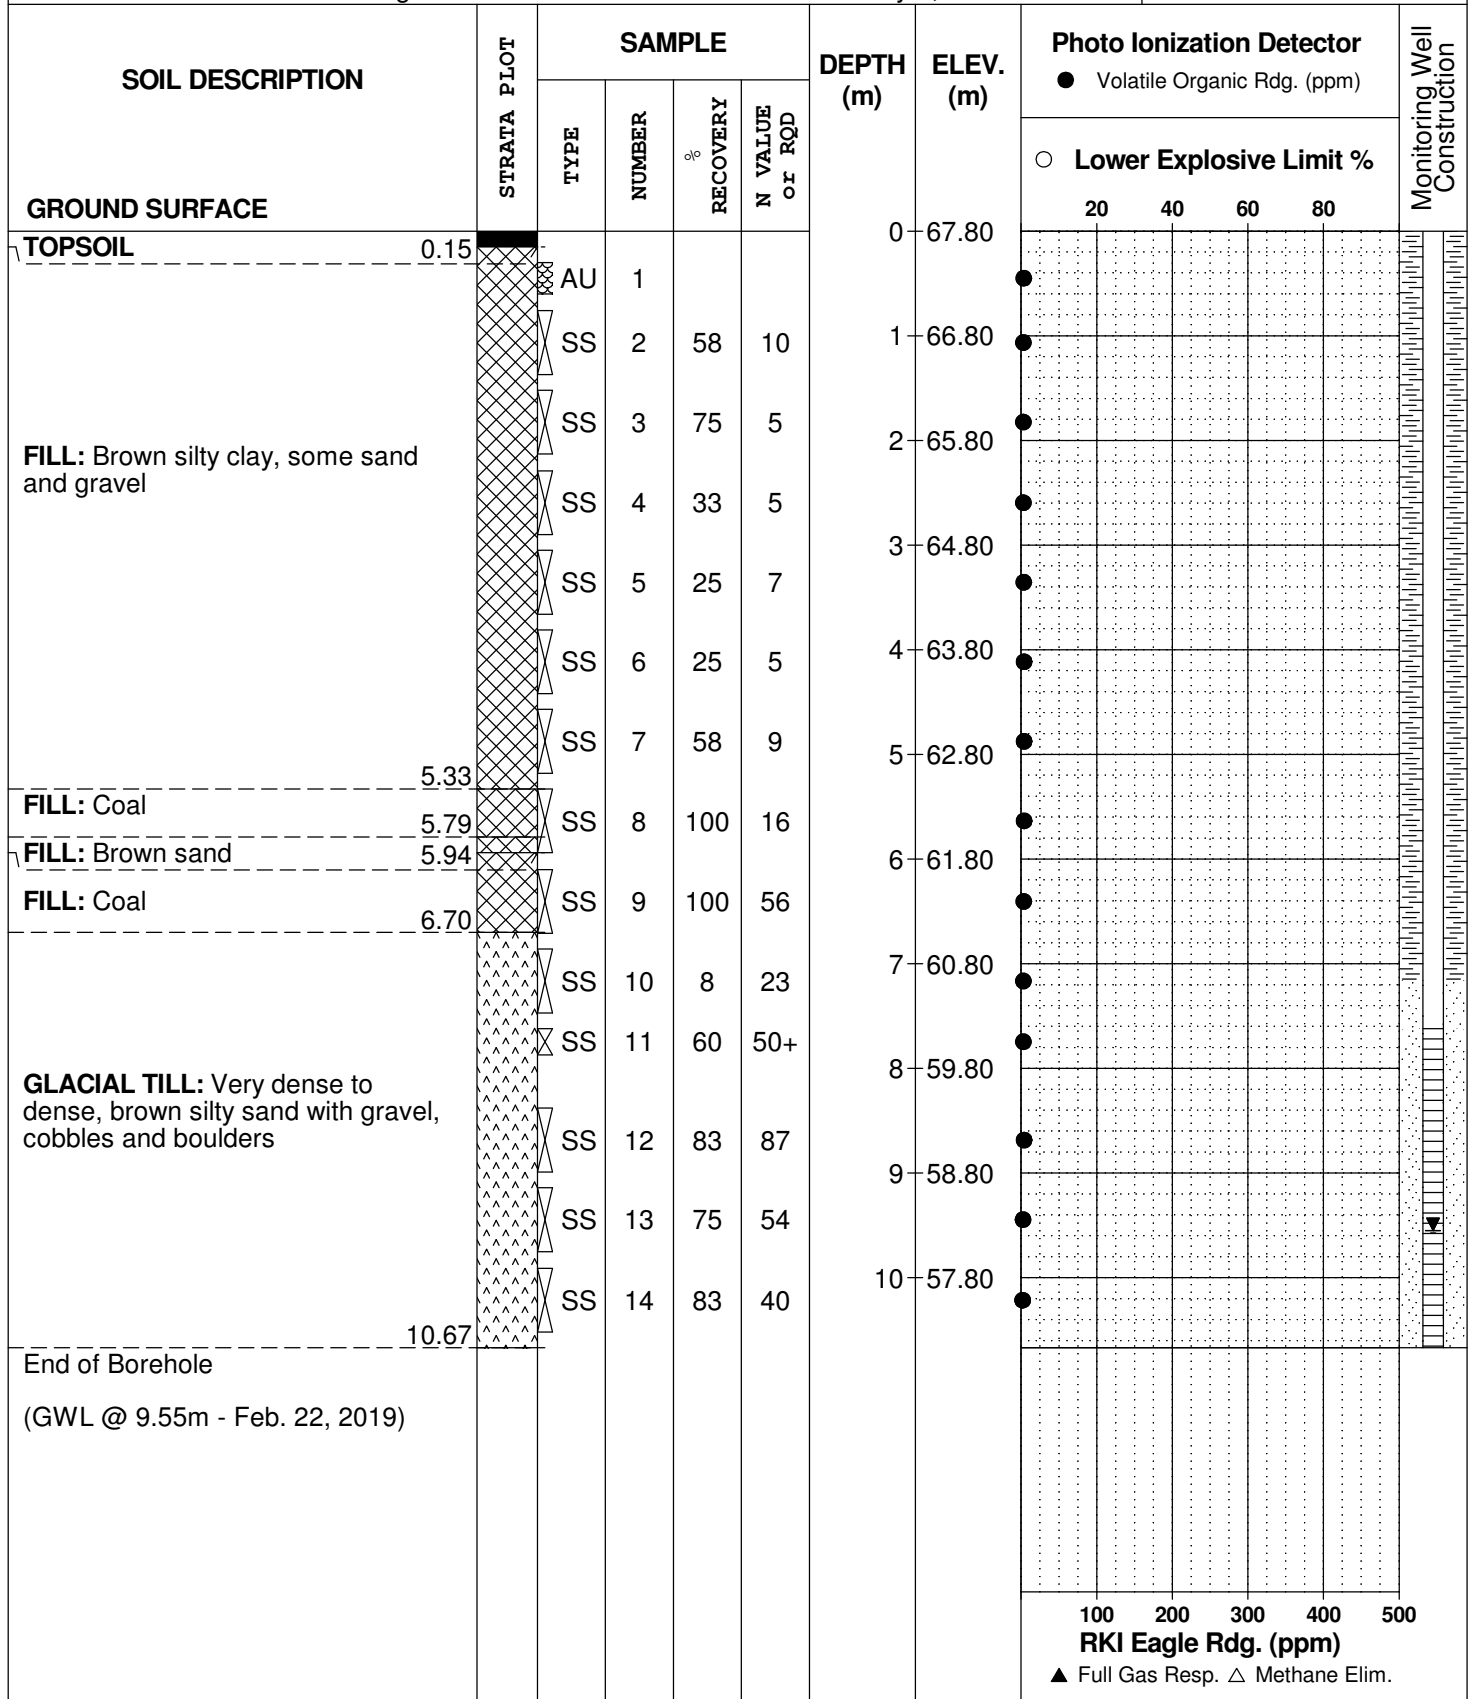 SOIL DESCRIPTION
GROUND SURFACE
STRATA PLOT
SAMPLE
TYPE
NUMBER
%
RECOVERY
N VALUE
or RQD
DEPTH
(m)
ELEV.
(m)
Photo Ionization Detector
● Volatile Organic Rdg. (ppm)
○ Lower Explosive Limit %
20 40 60 80
Monitoring Well
Construction
0 67.80
TOPSOIL 0.15
AU 1
SS 2 58 10
1 66.80
SS 3 75 5
2 65.80
FILL: Brown silty clay, some sand
and gravel
SS 4 33 5
3 64.80
SS 5 25 7
4 63.80
SS 6 25 5
SS 7 58 9
5 62.80
5.33
FILL: Coal
5.79
SS 8 100 16
FILL: Brown sand 5.94
6 61.80
FILL: Coal
6.70
SS 9 100 56
7 60.80
SS 10 8 23
SS 11 60 50+
8 59.80
GLACIAL TILL: Very dense to
dense, brown silty sand with gravel,
cobbles and boulders
SS 12 83 87
9 58.80
SS 13 75 54
10 57.80
SS 14 83 40
10.67
End of Borehole
(GWL @ 9.55m - Feb. 22, 2019)
100 200 300 400 500
RKI Eagle Rdg. (ppm)
▲ Full Gas Resp. △ Methane Elim.